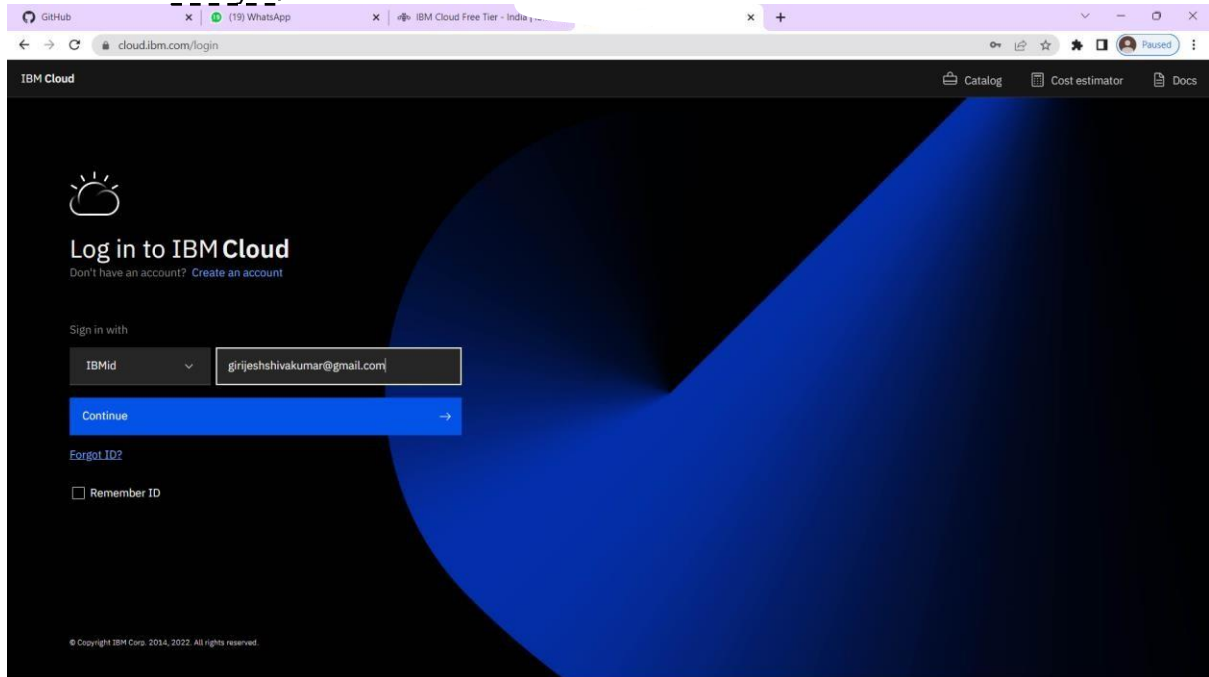 GitHub (19) WhatsApp IBM Cloud Free Tier - India
cloud.ibm.com/login Paused
IBM Cloud Catalog Cost estimator Docs
Log in to IBM Cloud
Don't have an account? Create an account
Sign in with
IBMid girijeshshivakumar@gmail.com
Continue
Forgot ID?
Remember ID
© Copyright IBM Corp. 2014, 2022. All rights reserved.